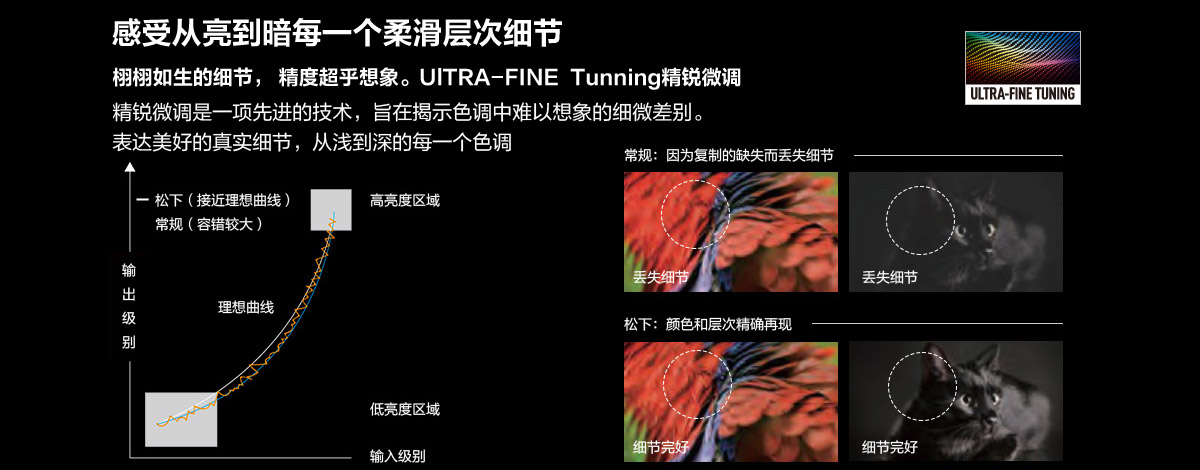 感受从亮到暗每一个柔滑层次细节
栩栩如生的细节，精度超乎想象。UlTRA-FINE Tunning精锐微调
精锐微调是一项先进的技术，旨在揭示色调中难以想象的细微差别。
表达美好的真实细节，从浅到深的每一个色调
ULTRA-FINE TUNING
松下（接近理想曲线）
常规（容错较大）
高亮度区域
输出级别
理想曲线
低亮度区域
输入级别
常规：因为复制的缺失而丢失细节
丢失细节
丢失细节
松下：颜色和层次精确再现
细节完好
细节完好